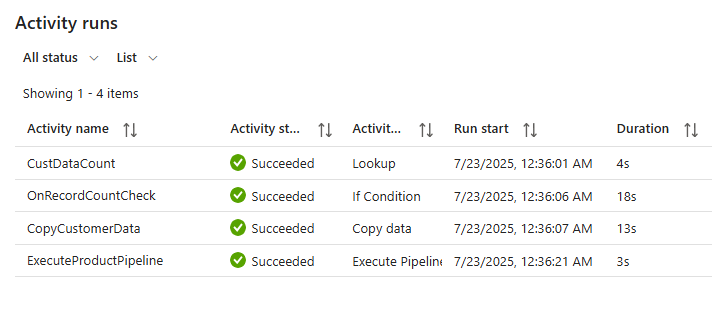 Activity runs
All status List
Showing 1 - 4 items
Activity name Activity st... Activit... Run start Duration
CustDataCount Succeeded Lookup 7/23/2025, 12:36:01 AM 4s
OnRecordCountCheck Succeeded If Condition 7/23/2025, 12:36:06 AM 18s
CopyCustomerData Succeeded Copy data 7/23/2025, 12:36:07 AM 13s
ExecuteProductPipeline Succeeded Execute Pipeline 7/23/2025, 12:36:21 AM 3s